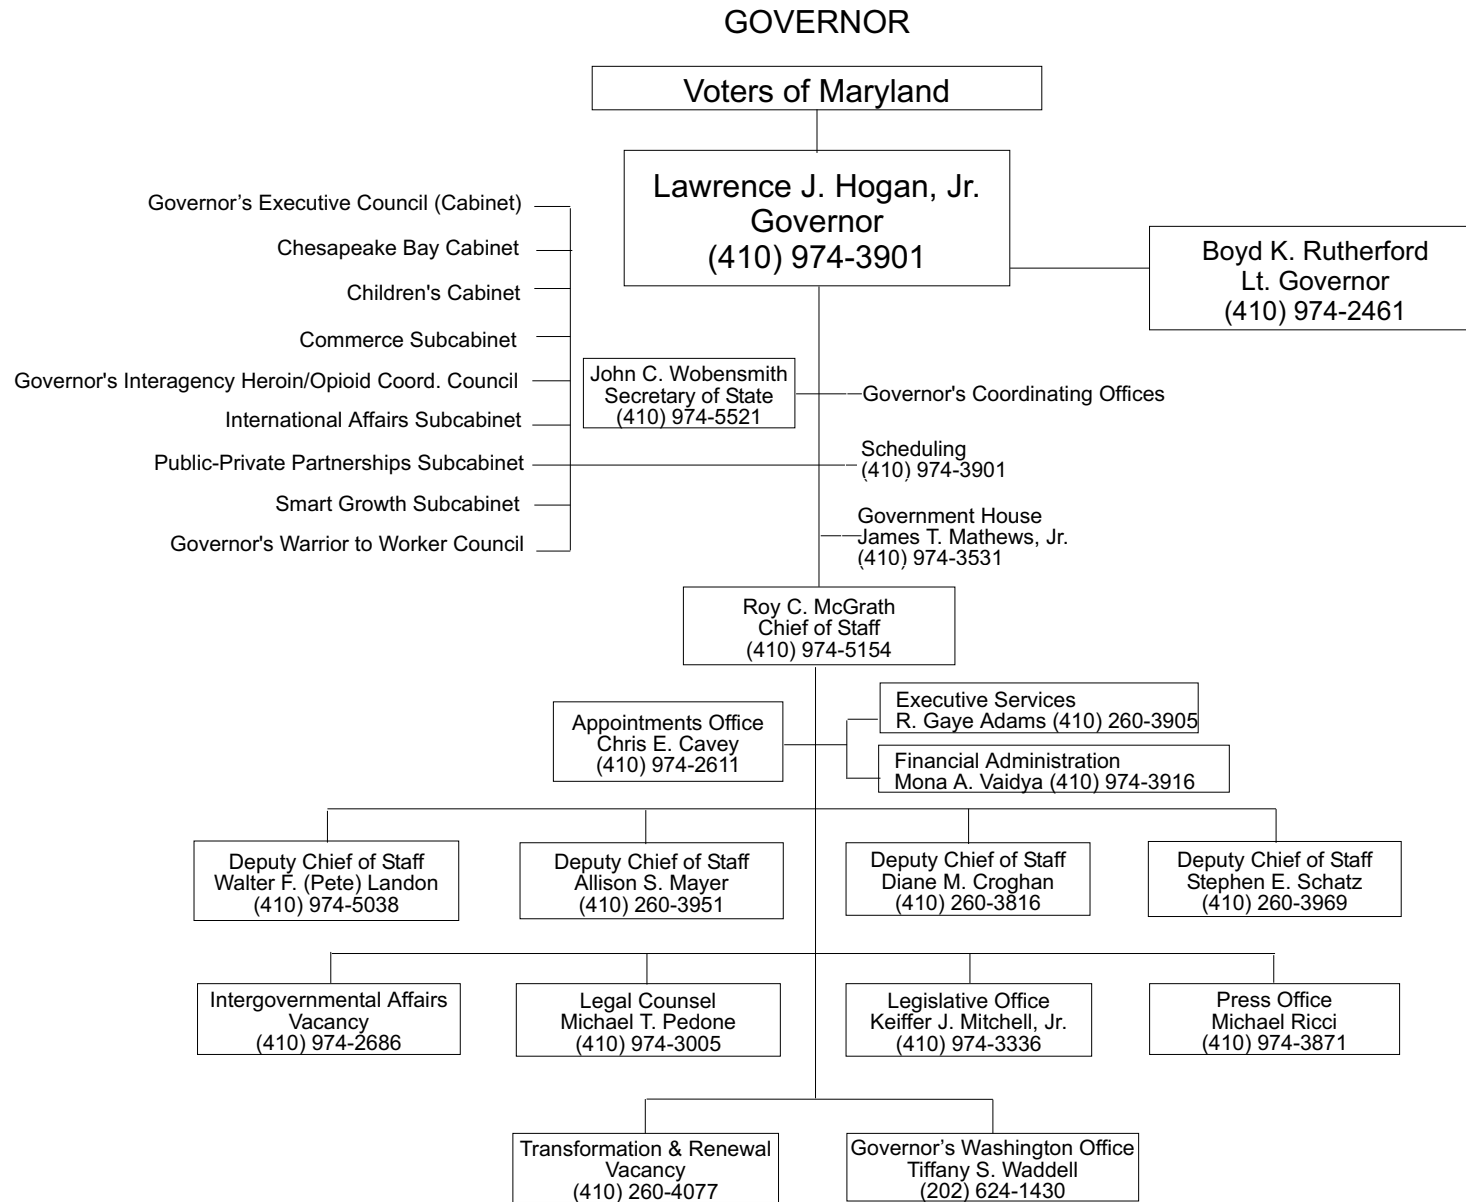 GOVERNOR
Voters of Maryland
Lawrence J. Hogan, Jr.
Governor
(410) 974-3901
Boyd K. Rutherford
Lt. Governor
(410) 974-2461
Governor’s Executive Council (Cabinet)
Chesapeake Bay Cabinet
Children's Cabinet
Commerce Subcabinet
Governor's Interagency Heroin/Opioid Coord. Council
International Affairs Subcabinet
Public-Private Partnerships Subcabinet
Smart Growth Subcabinet
Governor's Warrior to Worker Council
John C. Wobensmith
Secretary of State
(410) 974-5521
Governor's Coordinating Offices
Scheduling
(410) 974-3901
Government House
James T. Mathews, Jr.
(410) 974-3531
Roy C. McGrath
Chief of Staff
(410) 974-5154
Appointments Office
Chris E. Cavey
(410) 974-2611
Executive Services
R. Gaye Adams (410) 260-3905
Financial Administration
Mona A. Vaidya (410) 974-3916
Deputy Chief of Staff
Walter F. (Pete) Landon
(410) 974-5038
Deputy Chief of Staff
Allison S. Mayer
(410) 260-3951
Deputy Chief of Staff
Diane M. Croghan
(410) 260-3816
Deputy Chief of Staff
Stephen E. Schatz
(410) 260-3969
Intergovernmental Affairs
Vacancy
(410) 974-2686
Legal Counsel
Michael T. Pedone
(410) 974-3005
Legislative Office
Keiffer J. Mitchell, Jr.
(410) 974-3336
Press Office
Michael Ricci
(410) 974-3871
Transformation & Renewal
Vacancy
(410) 260-4077
Governor’s Washington Office
Tiffany S. Waddell
(202) 624-1430